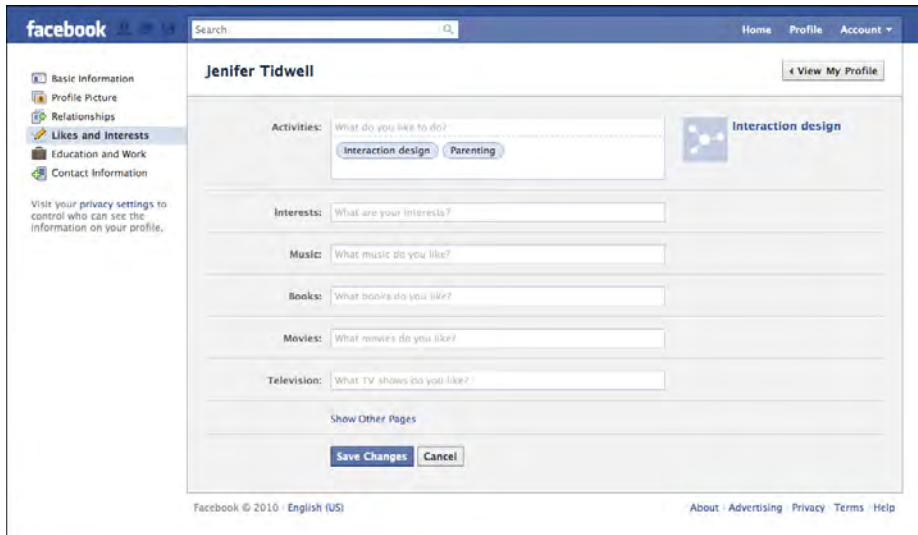 facebook
Search
Home Profile Account
Basic Information
Profile Picture
Relationships
Likes and Interests
Education and Work
Contact Information
Visit your privacy settings to
control who can see the
information on your profile.
Jenifer Tidwell
View My Profile
Activities: What do you like to do?
Interaction design Parenting
Interaction design
Interests: What are your interests?
Music: What music do you like?
Books: What books do you like?
Movies: What movies do you like?
Television: What TV shows do you like?
Show Other Pages
Save Changes Cancel
Facebook © 2010 · English (US)
About · Advertising · Privacy · Terms · Help